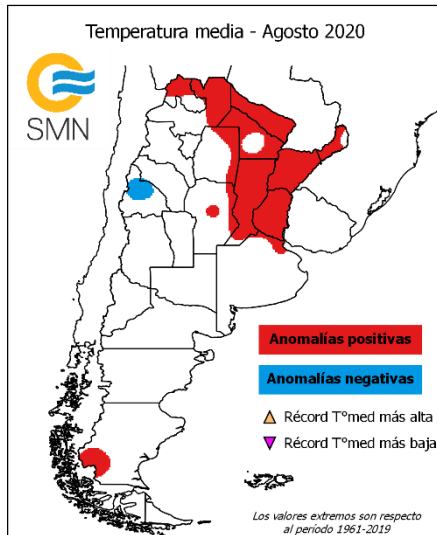 Temperatura media - Agosto 2020
SMN
Anomalías positivas
Anomalías negativas
Récord T°med más alta
Récord T°med más baja
Los valores extremos son respecto
al período 1961-2019